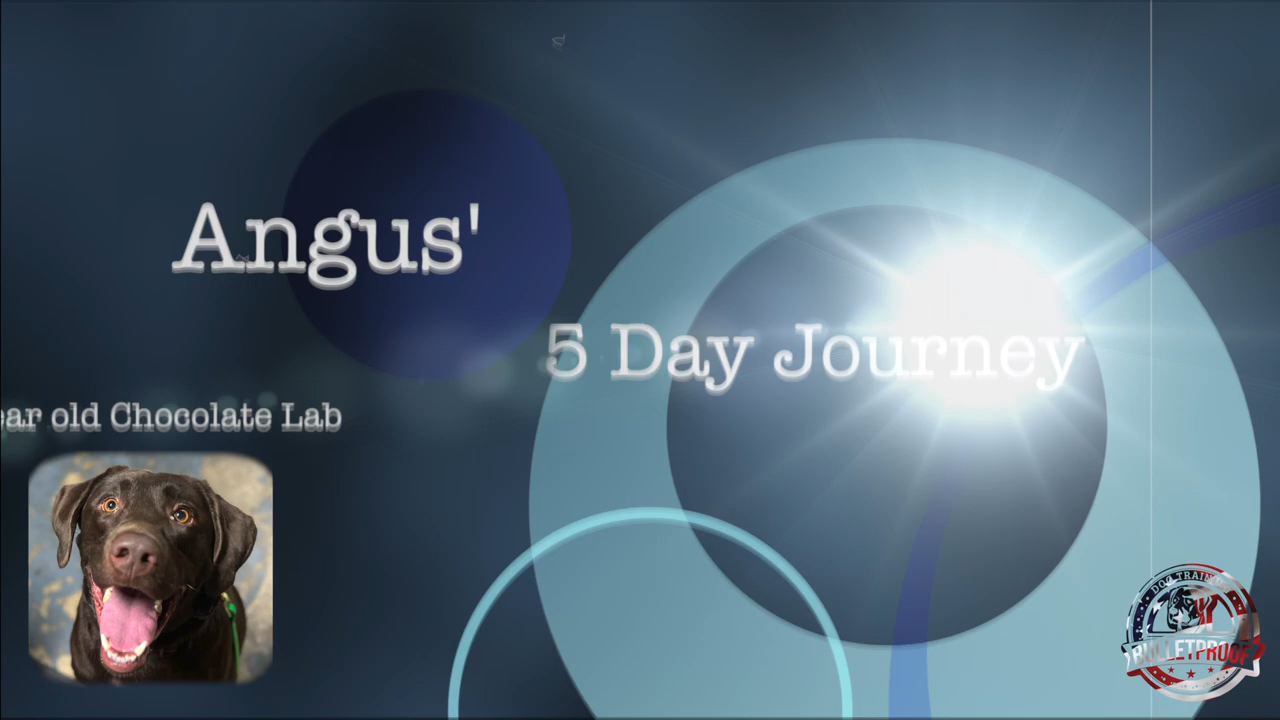 Angus'
5 Day Journey
ear old Chocolate Lab
DOG TRAINING
BULLETPROOF